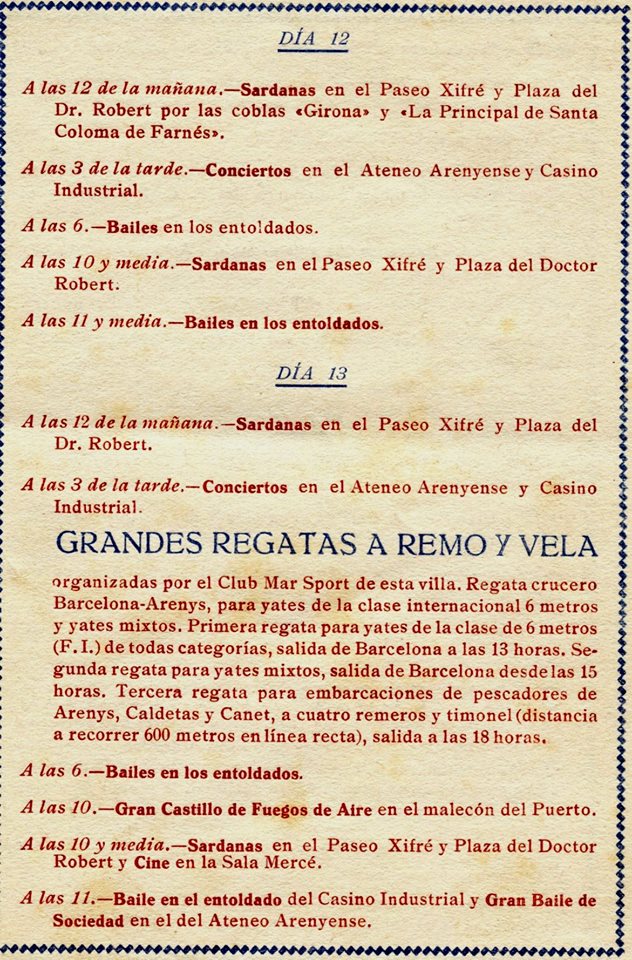 DÍA 12
A las 12 de la mañana.—Sardanas en el Paseo Xifré y Plaza del
Dr. Robert por las coblas «Girona» y «La Principal de Santa
Coloma de Farnés».
A las 3 de la tarde.—Conciertos en el Ateneo Arenyense y Casino
Industrial.
A las 6.—Bailes en los entoldados.
A las 10 y media.—Sardanas en el Paseo Xifré y Plaza del Doctor
Robert.
A las 11 y media.—Bailes en los entoldados.
DÍA 13
A las 12 de la mañana.—Sardanas en el Paseo Xifré y Plaza del
Dr. Robert.
A las 3 de la tarde.—Conciertos en el Ateneo Arenyense y Casino
Industrial.
GRANDES REGATAS A REMO Y VELA
organizadas por el Club Mar Sport de esta villa. Regata crucero
Barcelona-Arenys, para yates de la clase internacional 6 metros
y yates mixtos. Primera regata para yates de la clase de 6 metros
(F. I.) de todas categorías, salida de Barcelona a las 13 horas. Se-
gunda regata para yates mixtos, salida de Barcelona desde las 15
horas. Tercera regata para embarcaciones de pescadores de
Arenys, Caldetas y Canet, a cuatro remeros y timonel (distancia
a recorrer 600 metros en línea recta), salida a las 18 horas.
A las 6.—Bailes en los entoldados.
A las 10.—Gran Castillo de Fuegos de Aire en el malecón del Puerto.
A las 10 y media.—Sardanas en el Paseo Xifré y Plaza del Doctor
Robert y Cine en la Sala Mercé.
A las 11.—Baile en el entoldado del Casino Industrial y Gran Baile de
Sociedad en el del Ateneo Arenyense.